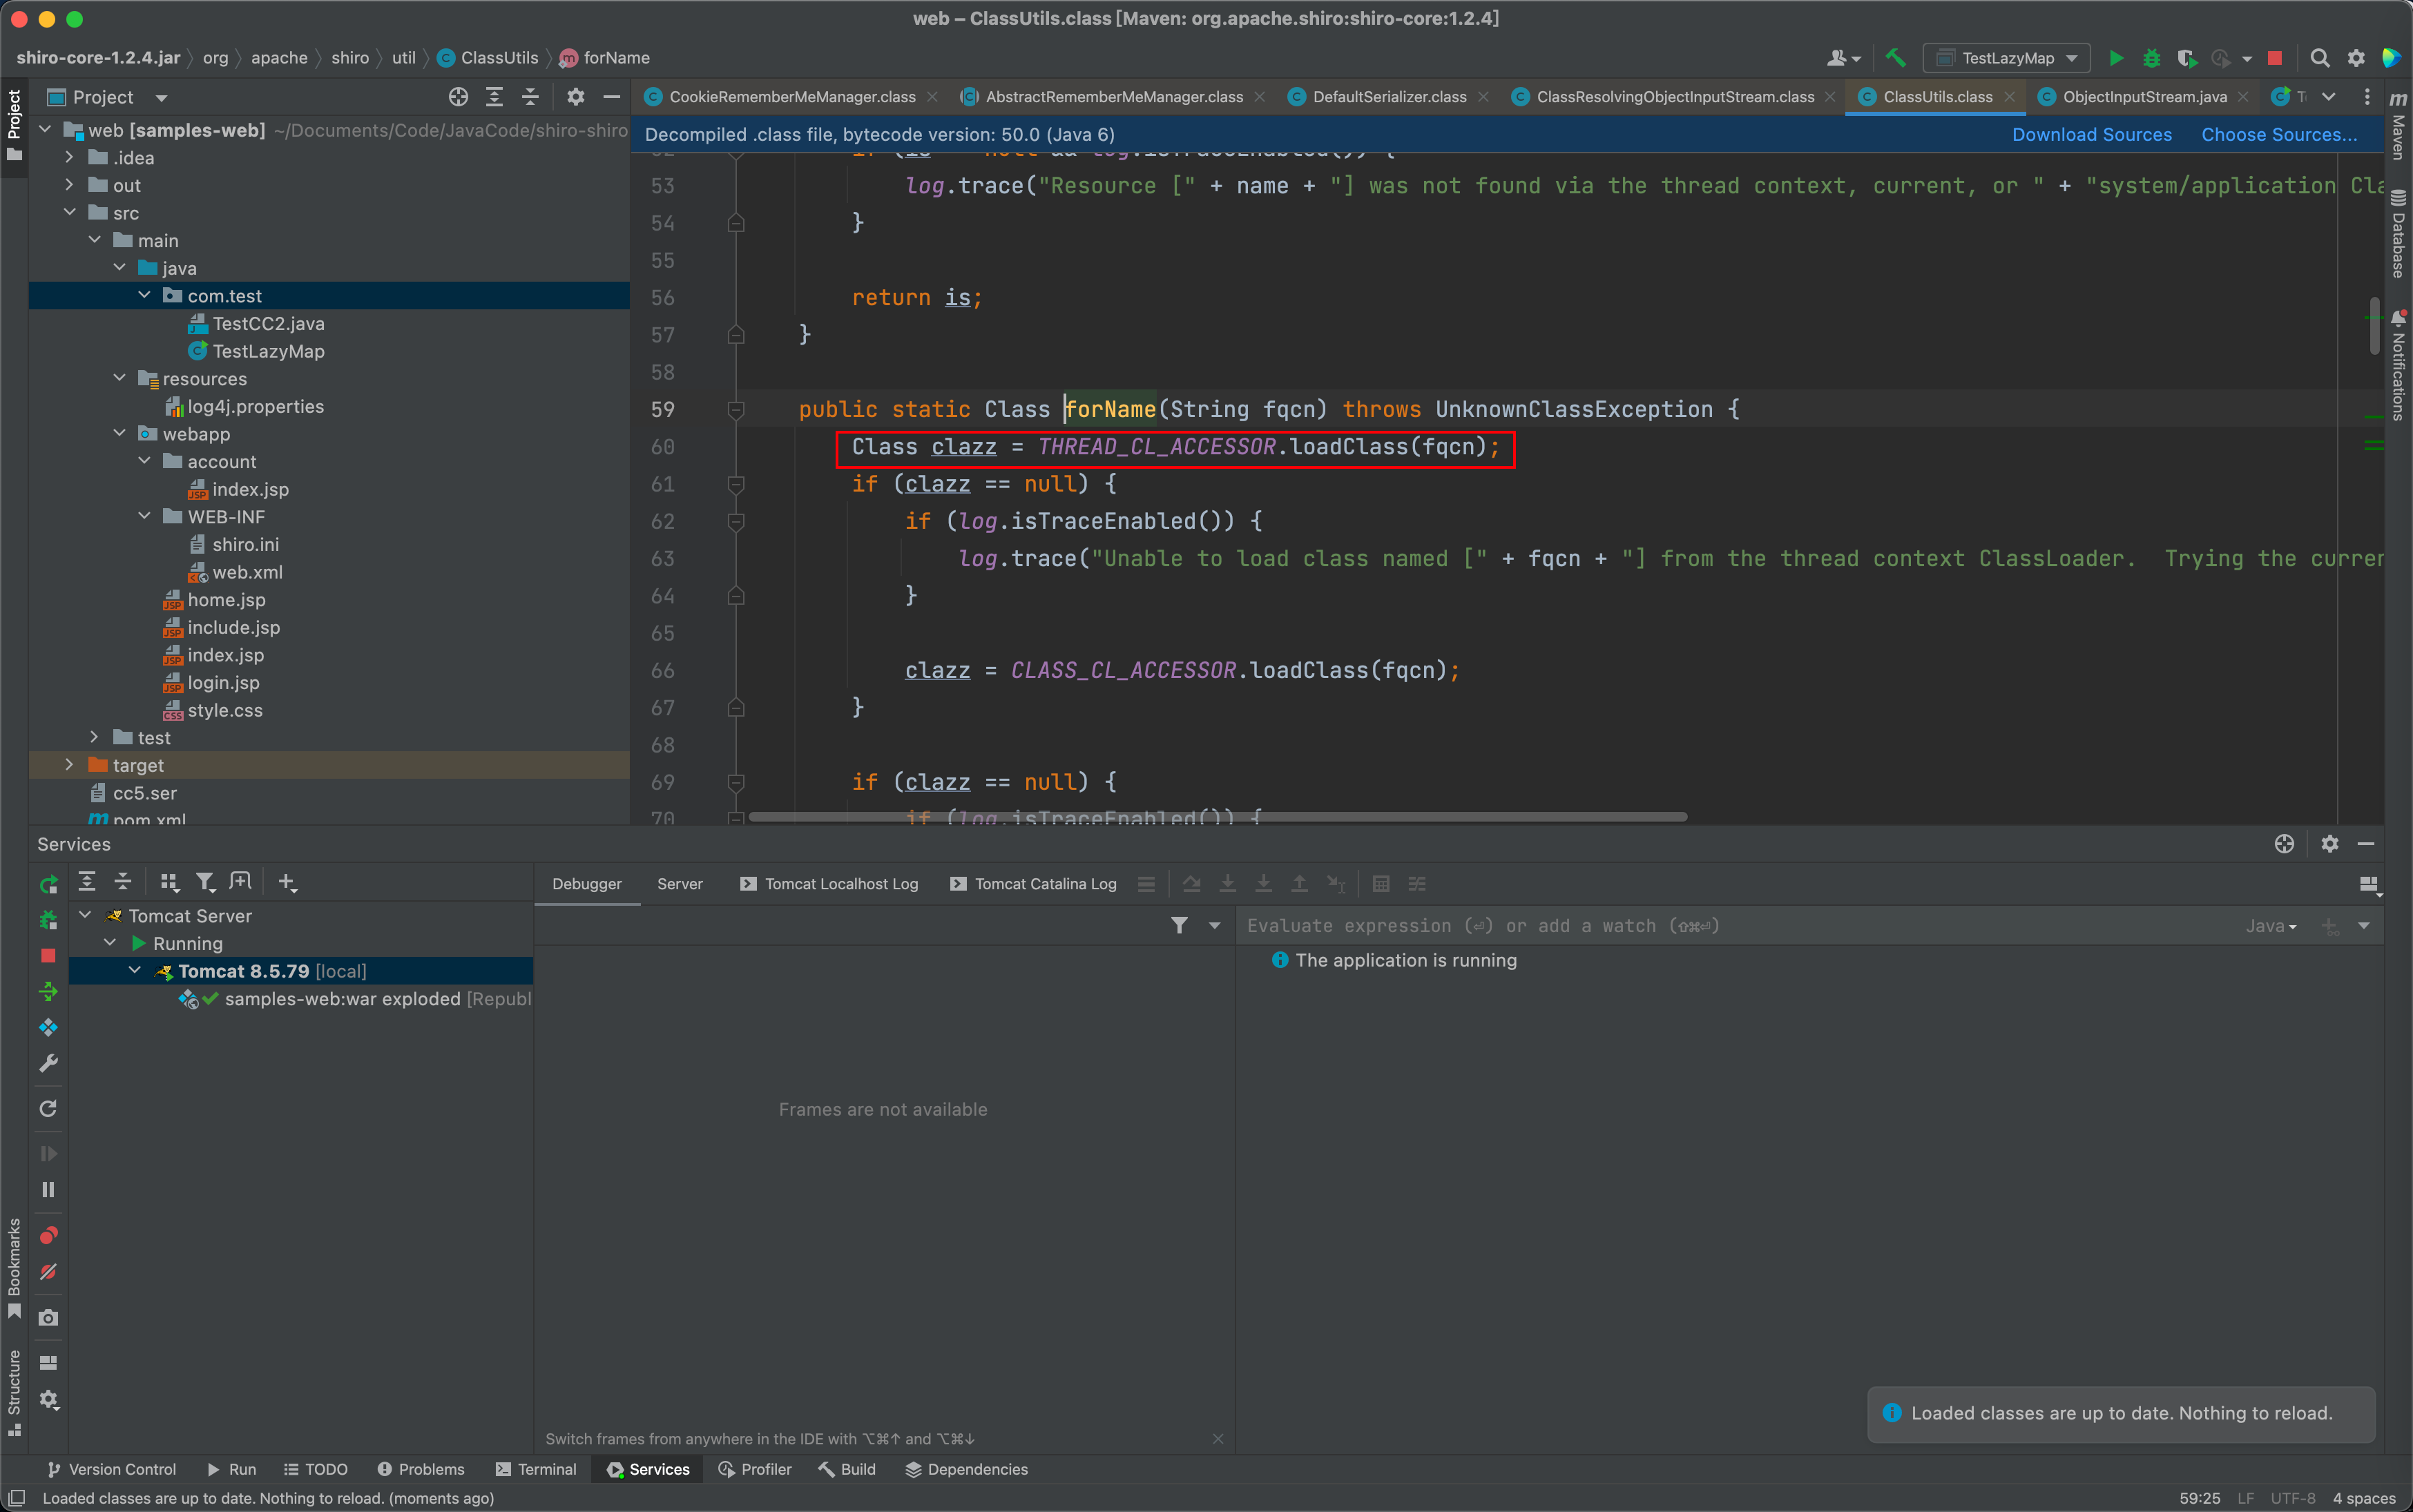 web – ClassUtils.class [Maven: org.apache.shiro:shiro-core:1.2.4]
shiro-core-1.2.4.jar org apache shiro util ClassUtils forName
TestLazyMap
Project
CookieRememberMeManager.class AbstractRememberMeManager.class DefaultSerializer.class ClassResolvingObjectInputStream.class ClassUtils.class ObjectInputStream.java
Decompiled .class file, bytecode version: 50.0 (Java 6) Download Sources Choose Sources...
Project
Bookmarks
Structure
web [samples-web] ~/Documents/Code/JavaCode/shiro-shiro
.idea
out
src
main
java
com.test
TestCC2.java
TestLazyMap
resources
log4j.properties
webapp
account
index.jsp
WEB-INF
shiro.ini
web.xml
home.jsp
include.jsp
index.jsp
login.jsp
style.css
test
target
cc5.ser
pom.xml
53 log.trace("Resource [" + name + "] was not found via the thread context, current, or " + "system/application Cla
54 }
55
56 return is;
57 }
58
59 public static Class forName(String fqcn) throws UnknownClassException {
60 Class clazz = THREAD_CL_ACCESSOR.loadClass(fqcn);
61 if (clazz == null) {
62 if (log.isTraceEnabled()) {
63 log.trace("Unable to load class named [" + fqcn + "] from the thread context ClassLoader.  Trying the curren
64 }
65
66 clazz = CLASS_CL_ACCESSOR.loadClass(fqcn);
67 }
68
69 if (clazz == null) {
70 if (log.isTraceEnabled()) {
Maven
Database
Notifications
Services
Debugger Server Tomcat Localhost Log Tomcat Catalina Log
Tomcat Server
Running
Tomcat 8.5.79 [local]
samples-web:war exploded [Republ
Evaluate expression (⏎) or add a watch (⇧⌘⏎) Java
The application is running
Frames are not available
Switch frames from anywhere in the IDE with ⌥⌘↑ and ⌥⌘↓
Loaded classes are up to date. Nothing to reload.
Version Control Run TODO Problems Terminal Services Profiler Build Dependencies
Loaded classes are up to date. Nothing to reload. (moments ago) 59:25 LF UTF-8 4 spaces